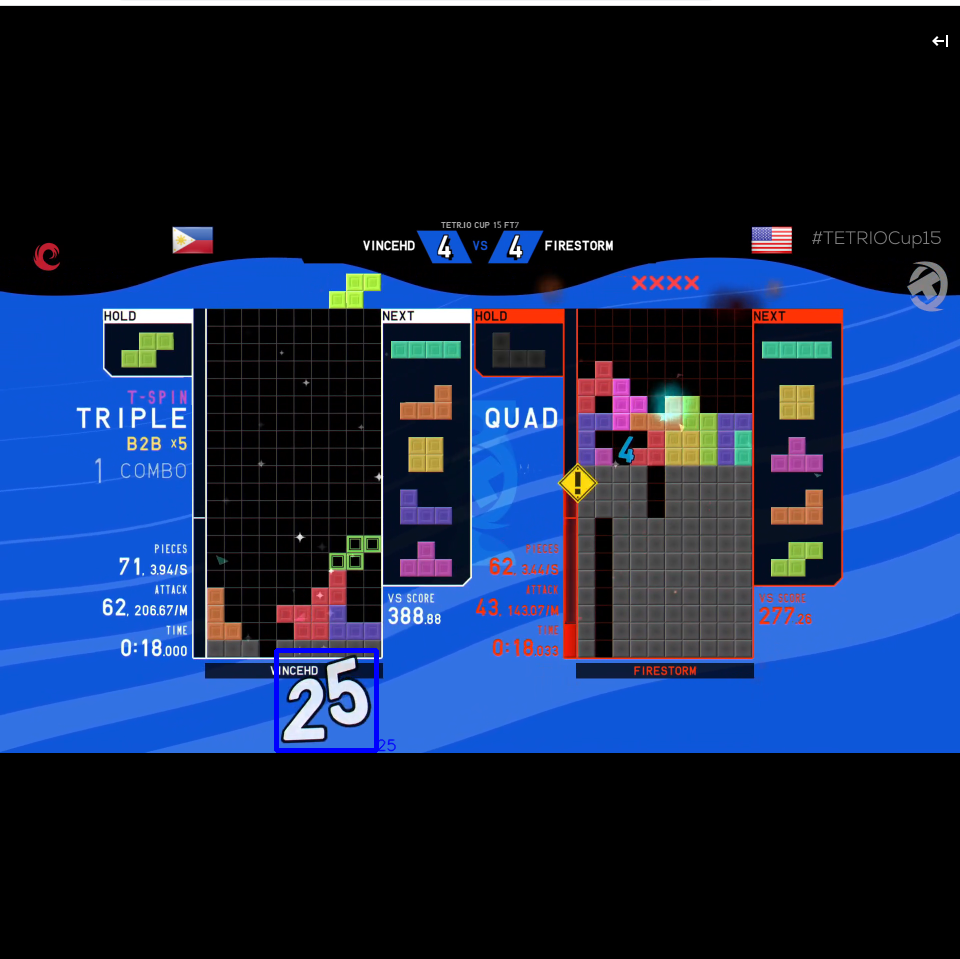 TETR.IO CUP 15 FT7
VINCEHD 4 VS 4 FIRESTORM
#TETRIOCup15
HOLD
NEXT
HOLD
NEXT
T-SPIN
TRIPLE
B2B ×5
1 COMBO
QUAD
4
!
PIECES
71, 3.94/S
ATTACK
62, 206.67/M
TIME
0:18.000
VS SCORE
388.88
PIECES
62, 3.44/S
ATTACK
43, 143.07/M
TIME
0:18.033
VS SCORE
277.26
VINCEHD
FIRESTORM
25
25